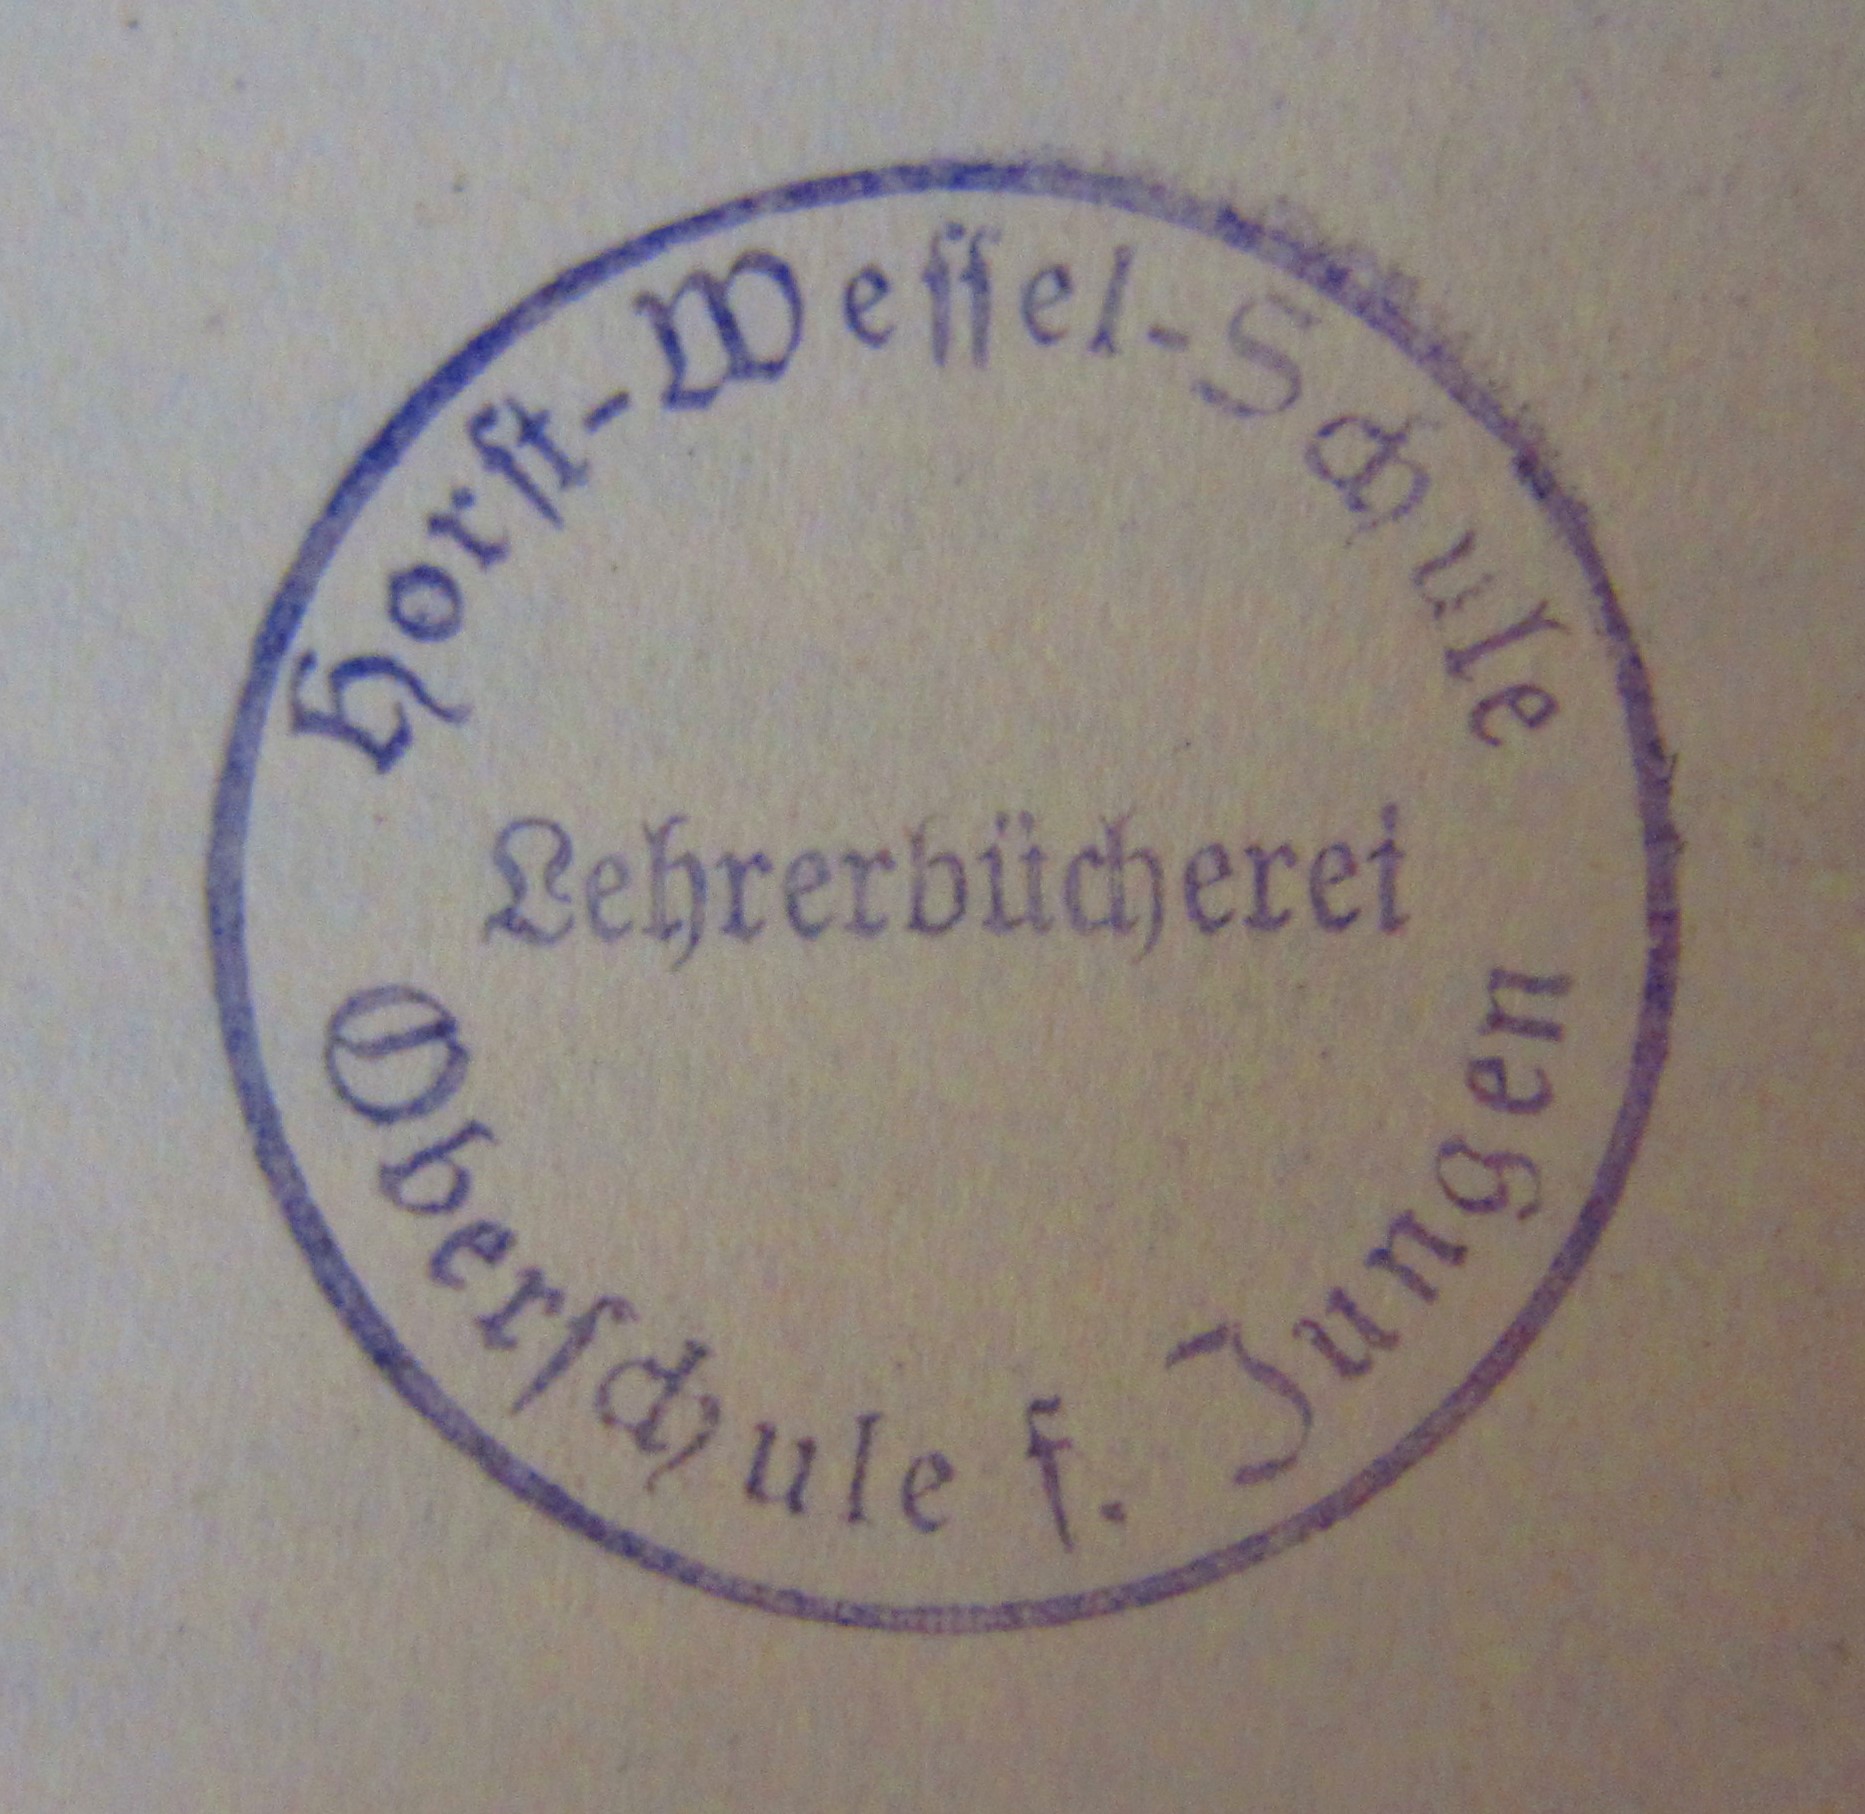 Horst-Wessel-Schule
Lehrerbücherei
Oberschule f. Jungen